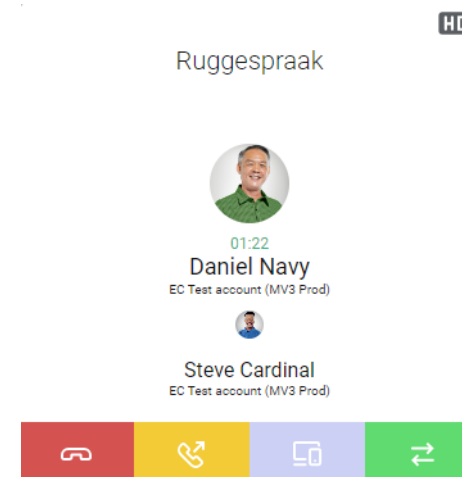 HD
Ruggespraak
01:22
Daniel Navy
EC Test account (MV3 Prod)
Steve Cardinal
EC Test account (MV3 Prod)